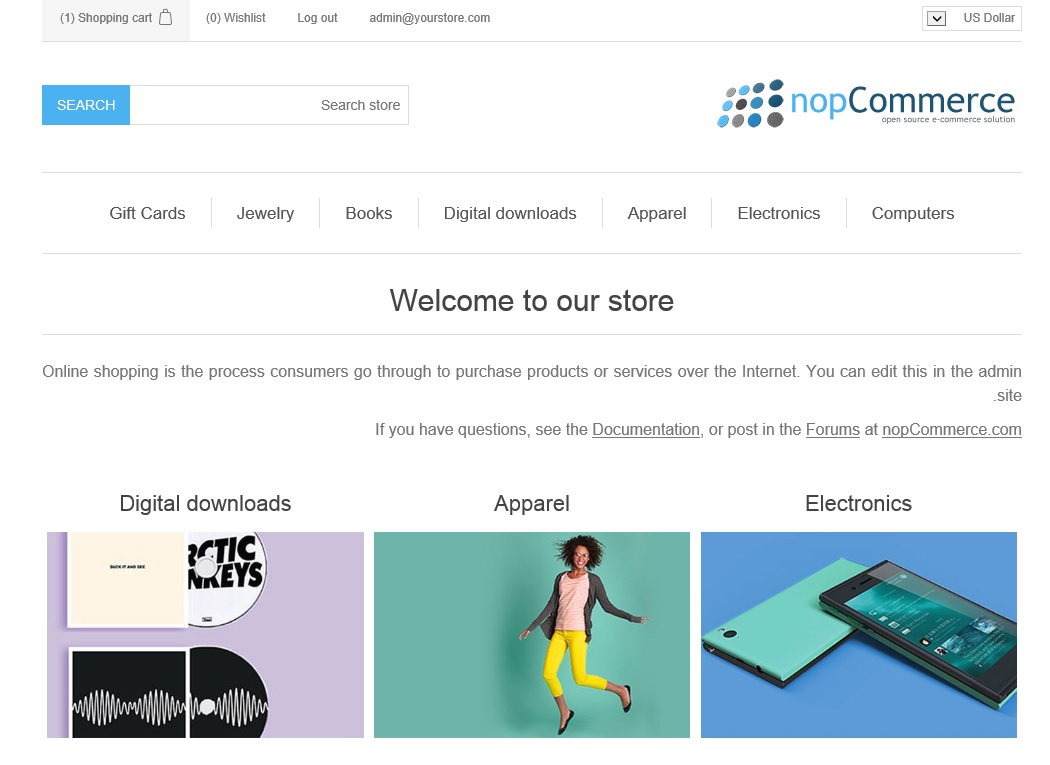 (1) Shopping cart (0) Wishlist Log out admin@yourstore.com US Dollar
SEARCH Search store
nopCommerce
open source e-commerce solution
Gift Cards Jewelry Books Digital downloads Apparel Electronics Computers
Welcome to our store
Online shopping is the process consumers go through to purchase products or services over the Internet. You can edit this in the admin
.site
If you have questions, see the Documentation, or post in the Forums at nopCommerce.com
Digital downloads Apparel Electronics
SUCK IT AND SEE
RCTIC
NKEYS